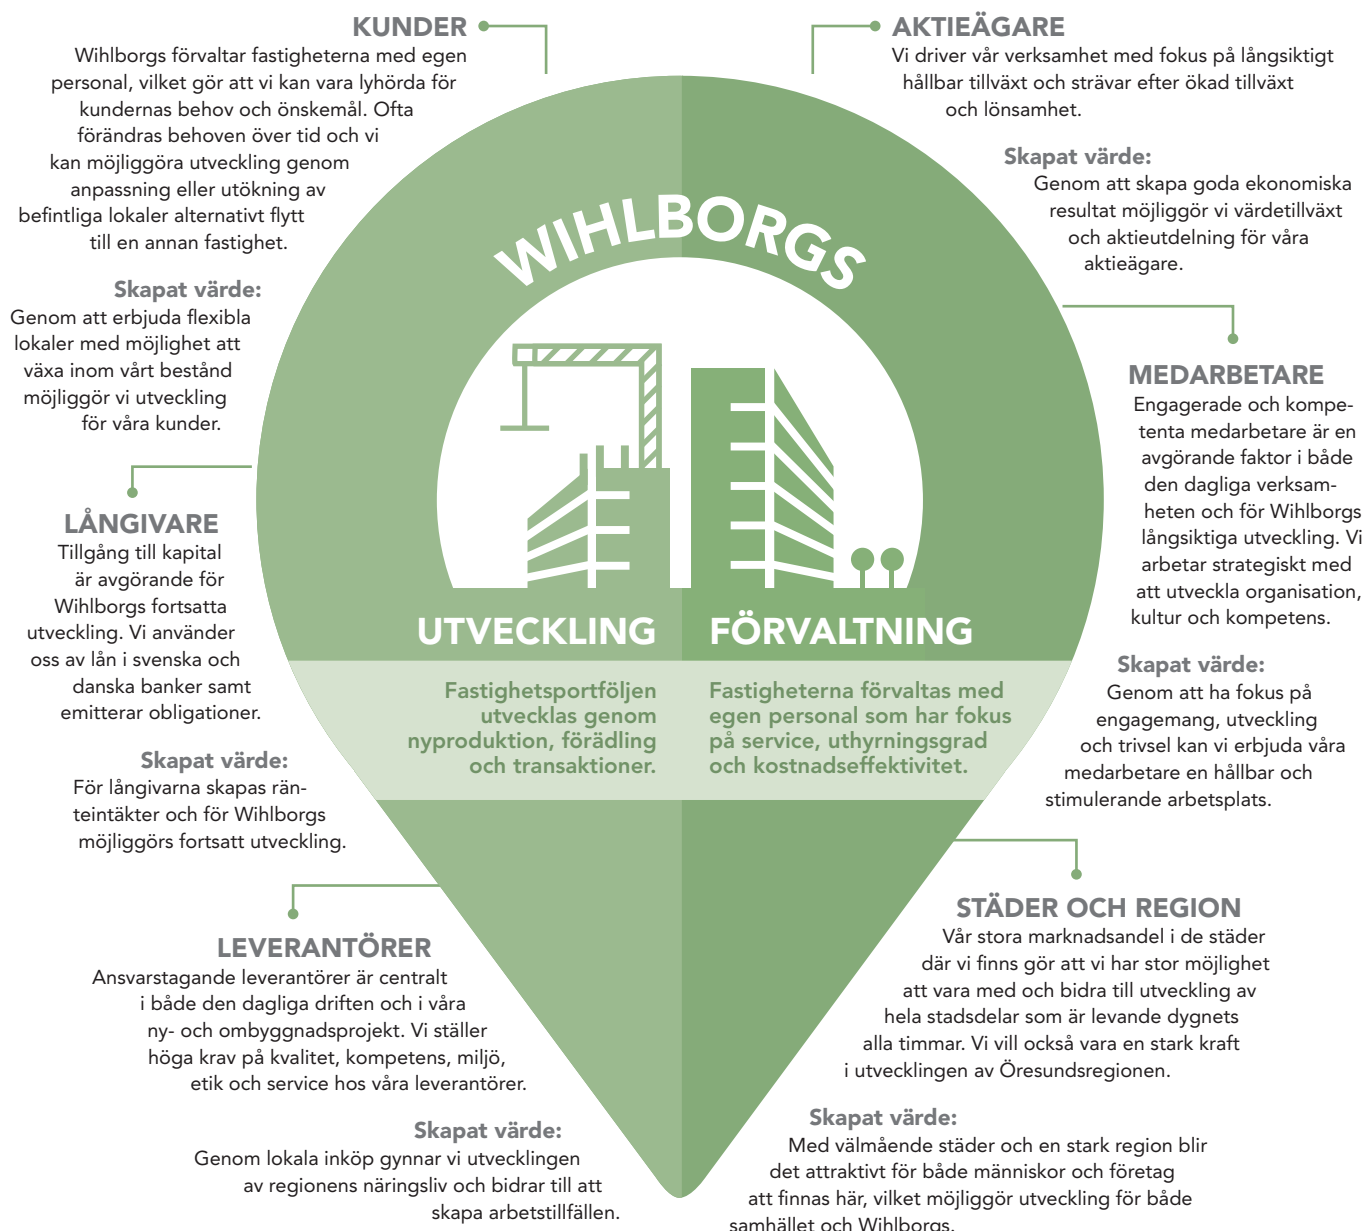 KUNDER
Wihlborgs förvaltar fastigheterna med egen
personal, vilket gör att vi kan vara lyhörda för
kundernas behov och önskemål. Ofta
förändras behoven över tid och vi
kan möjliggöra utveckling genom
anpassning eller utökning av
befintliga lokaler alternativt flytt
till en annan fastighet.
Skapat värde:
Genom att erbjuda flexibla
lokaler med möjlighet att
växa inom vårt bestånd
möjliggör vi utveckling
för våra kunder.
LÅNGIVARE
Tillgång till kapital
är avgörande för
Wihlborgs fortsatta
utveckling. Vi använder
oss av lån i svenska och
danska banker samt
emitterar obligationer.
Skapat värde:
För långivarna skapas rän-
teintäkter och för Wihlborgs
möjliggörs fortsatt utveckling.
LEVERANTÖRER
Ansvarstagande leverantörer är centralt
i både den dagliga driften och i våra
ny- och ombyggnadsprojekt. Vi ställer
höga krav på kvalitet, kompetens, miljö,
etik och service hos våra leverantörer.
Skapat värde:
Genom lokala inköp gynnar vi utvecklingen
av regionens näringsliv och bidrar till att
skapa arbetstillfällen.
WIHLBORGS
UTVECKLING
Fastighetsportföljen
utvecklas genom
nyproduktion, förädling
och transaktioner.
FÖRVALTNING
Fastigheterna förvaltas med
egen personal som har fokus
på service, uthyrningsgrad
och kostnadseffektivitet.
AKTIEÄGARE
Vi driver vår verksamhet med fokus på långsiktigt
hållbar tillväxt och strävar efter ökad tillväxt
och lönsamhet.
Skapat värde:
Genom att skapa goda ekonomiska
resultat möjliggör vi värdetillväxt
och aktieutdelning för våra
aktieägare.
MEDARBETARE
Engagerade och kompe-
tenta medarbetare är en
avgörande faktor i både
den dagliga verksam-
heten och för Wihlborgs
långsiktiga utveckling. Vi
arbetar strategiskt med
att utveckla organisation,
kultur och kompetens.
Skapat värde:
Genom att ha fokus på
engagemang, utveckling
och trivsel kan vi erbjuda våra
medarbetare en hållbar och
stimulerande arbetsplats.
STÄDER OCH REGION
Vår stora marknadsandel i de städer
där vi finns gör att vi har stor möjlighet
att vara med och bidra till utveckling av
hela stadsdelar som är levande dygnets
alla timmar. Vi vill också vara en stark kraft
i utvecklingen av Öresundsregionen.
Skapat värde:
Med välmående städer och en stark region blir
det attraktivt för både människor och företag
att finnas här, vilket möjliggör utveckling för både
samhället och Wihlborgs.